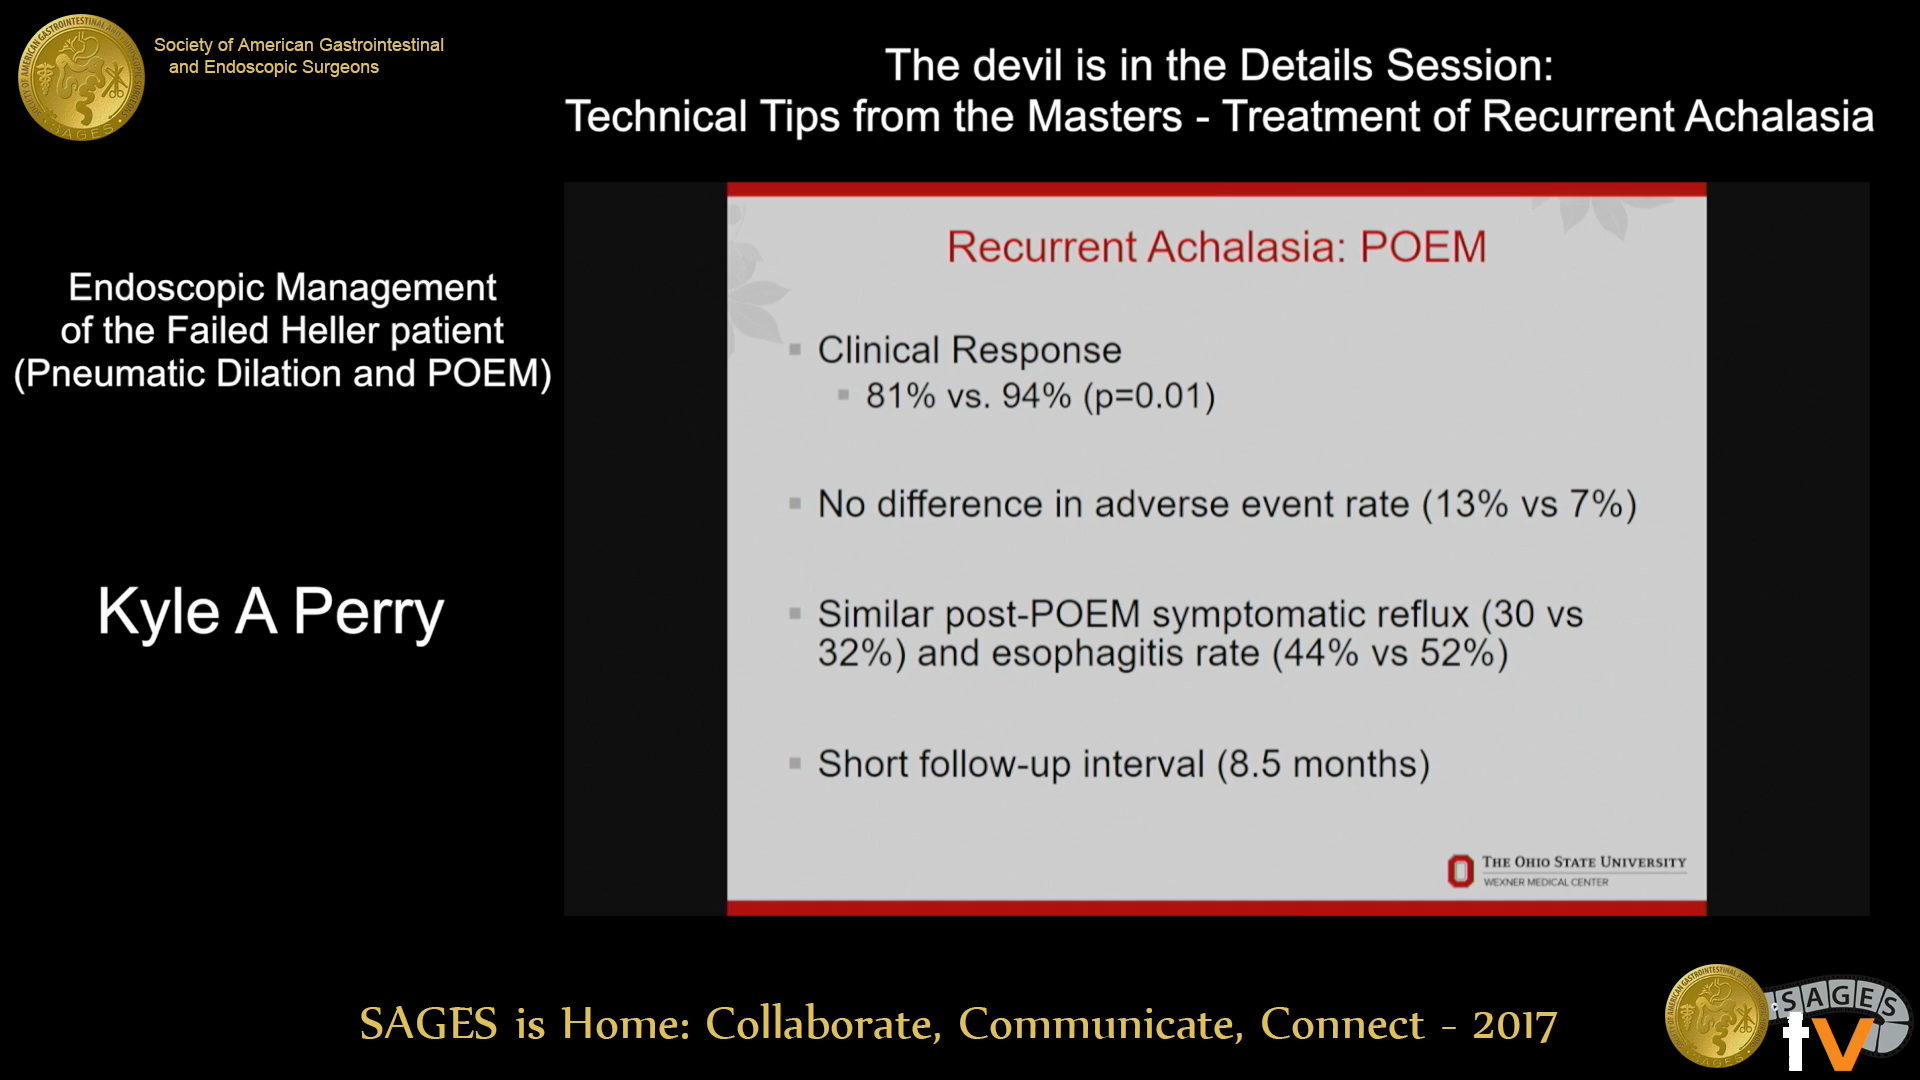 Society of American Gastrointestinal
and Endoscopic Surgeons
The devil is in the Details Session:
Technical Tips from the Masters - Treatment of Recurrent Achalasia
Endoscopic Management
of the Failed Heller patient
(Pneumatic Dilation and POEM)
Kyle A Perry
Recurrent Achalasia: POEM
Clinical Response
81% vs. 94% (p=0.01)
No difference in adverse event rate (13% vs 7%)
Similar post-POEM symptomatic reflux (30 vs
32%) and esophagitis rate (44% vs 52%)
Short follow-up interval (8.5 months)
THE OHIO STATE UNIVERSITY
WEXNER MEDICAL CENTER
SAGES is Home: Collaborate, Communicate, Connect - 2017
SAGES
tv